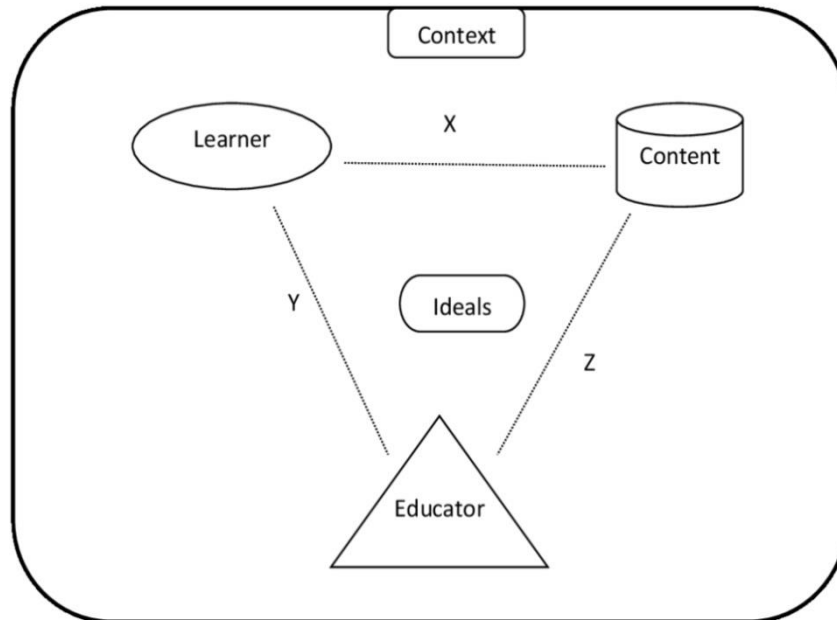 Context
X
Learner
Content
Y
Ideals
Z
Educator